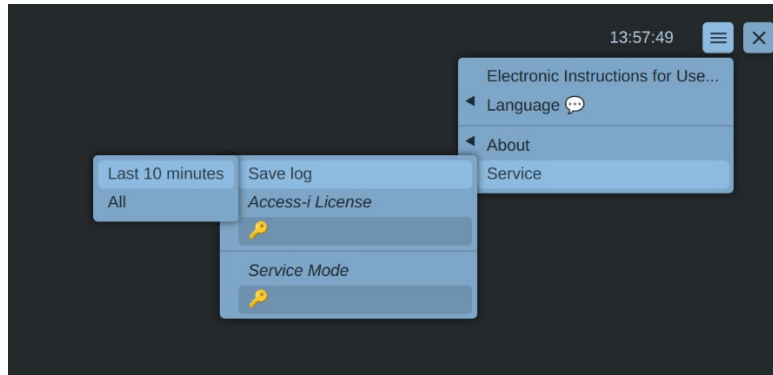 13:57:49
Electronic Instructions for Use...
Language
About
Service
Save log
Access-i License
Service Mode
Last 10 minutes
All